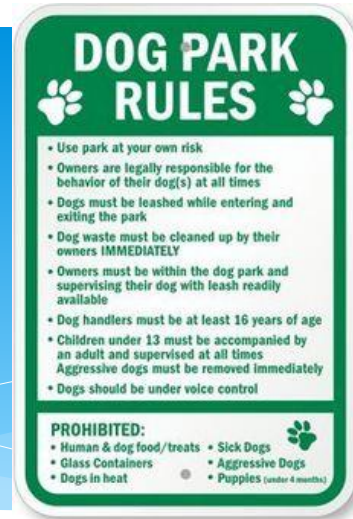 DOG PARK
RULES
• Use park at your own risk
• Owners are legally responsible for the
behavior of their dog(s) at all times
• Dogs must be leashed while entering and
exiting the park
• Dog waste must be cleaned up by their
owners IMMEDIATELY
• Owners must be within the dog park and
supervising their dog with leash readily
available
• Dog handlers must be at least 16 years of age
• Children under 13 must be accompanied by
an adult and supervised at all times
Aggressive dogs must be removed immediately
• Dogs should be under voice control
PROHIBITED:
• Human & dog food/treats
• Glass Containers
• Dogs in heat
• Sick Dogs
• Aggressive Dogs
• Puppies (under 4 months)